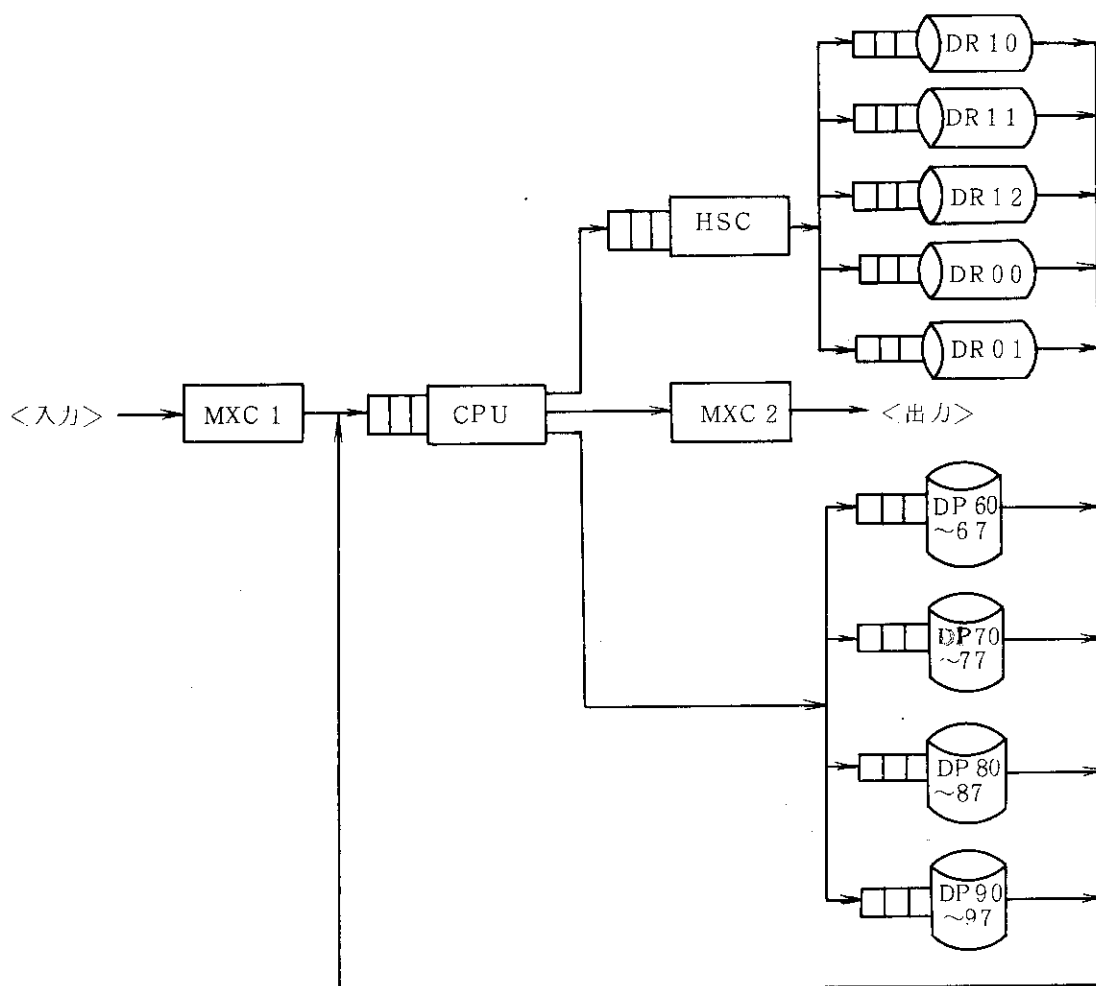 DR10
DR11
DR12
HSC
DR00
DR01
<入力>
MXC1
CPU
MXC2
<出力>
DP60
~67
DP70
~77
DP80
~87
DP90
~97